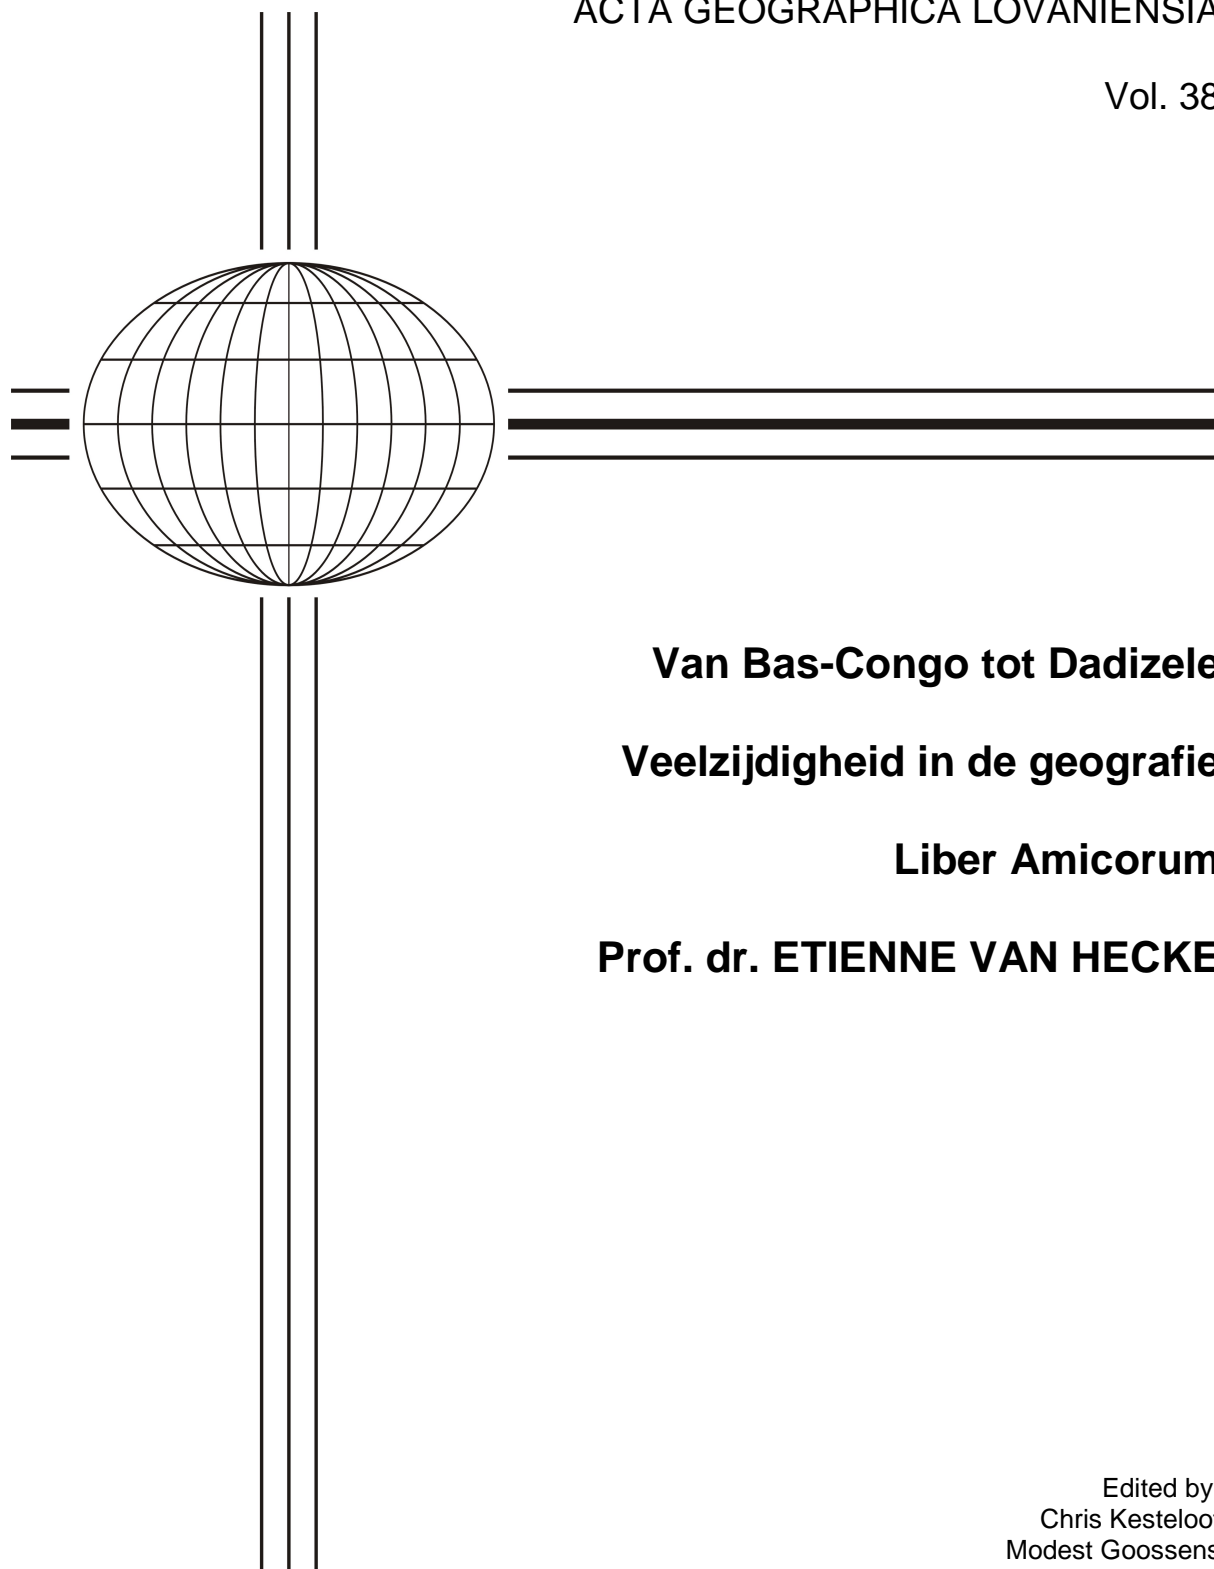 ACTA GEOGRAPHICA LOVANIENSIA
Vol. 38
Van Bas-Congo tot Dadizele
Veelzijdigheid in de geografie
Liber Amicorum
Prof. dr. ETIENNE VAN HECKE
Edited by
Chris Kesteloot
Modest Goossens